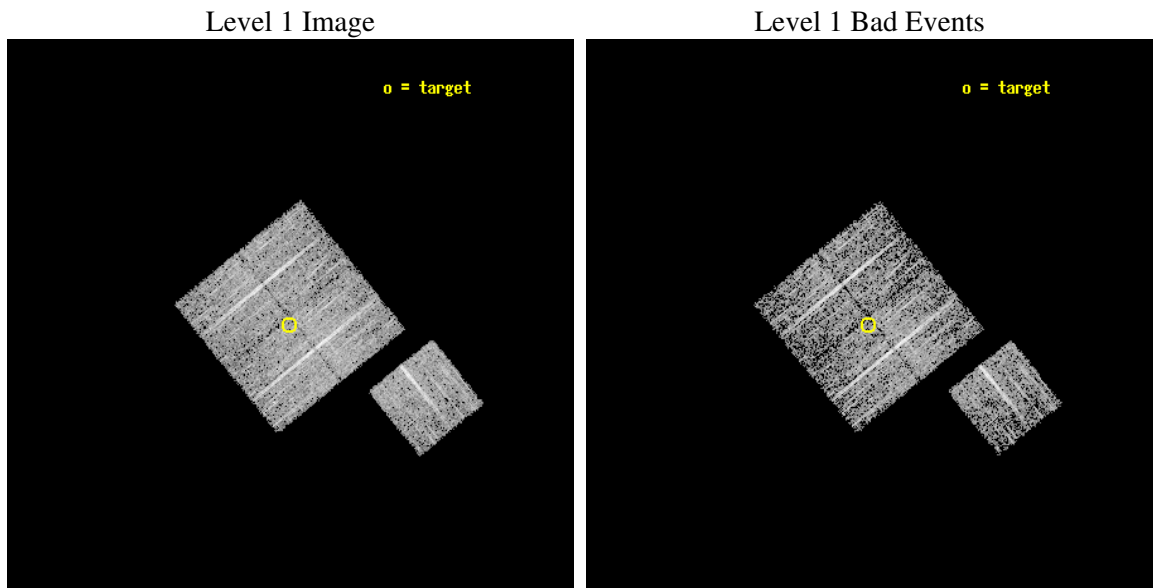 Level 1 Image
Level 1 Bad Events
o = target
o = target